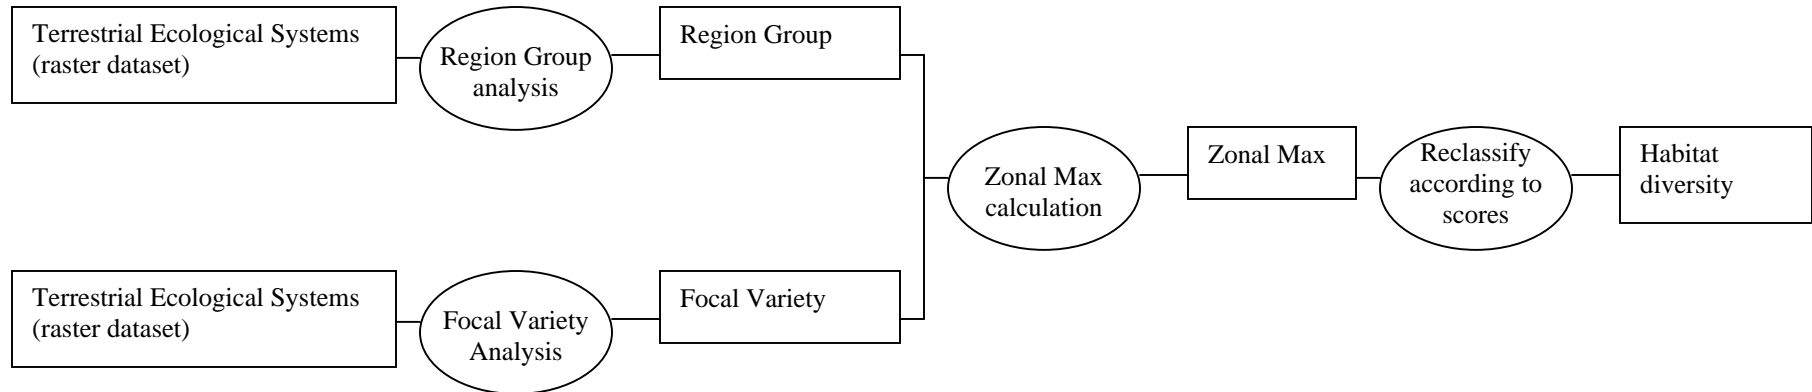 Terrestrial Ecological Systems
(raster dataset)
Region Group
analysis
Region Group
Terrestrial Ecological Systems
(raster dataset)
Focal Variety
Analysis
Focal Variety
Zonal Max
calculation
Zonal Max
Reclassify
according to
scores
Habitat
diversity